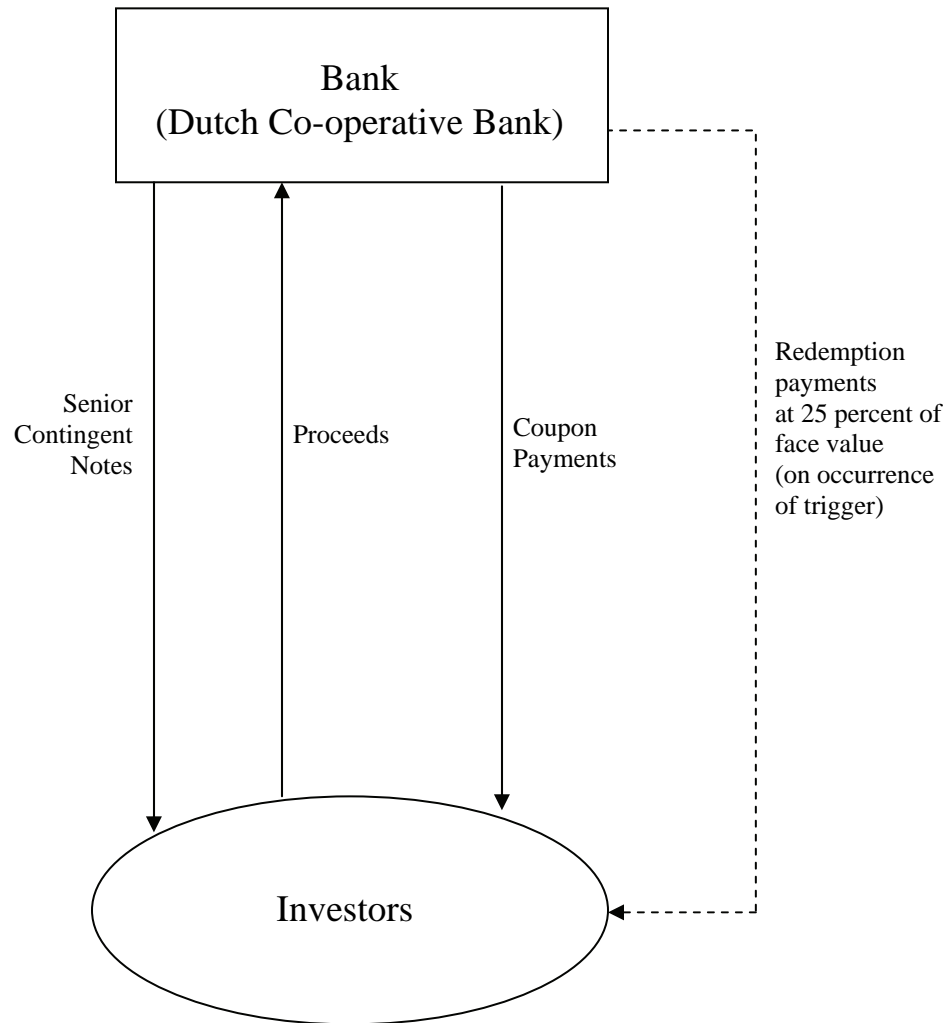 Bank
(Dutch Co-operative Bank)
Senior
Contingent
Notes
Proceeds
Coupon
Payments
Redemption
payments
at 25 percent of
face value
(on occurrence
of trigger)
Investors